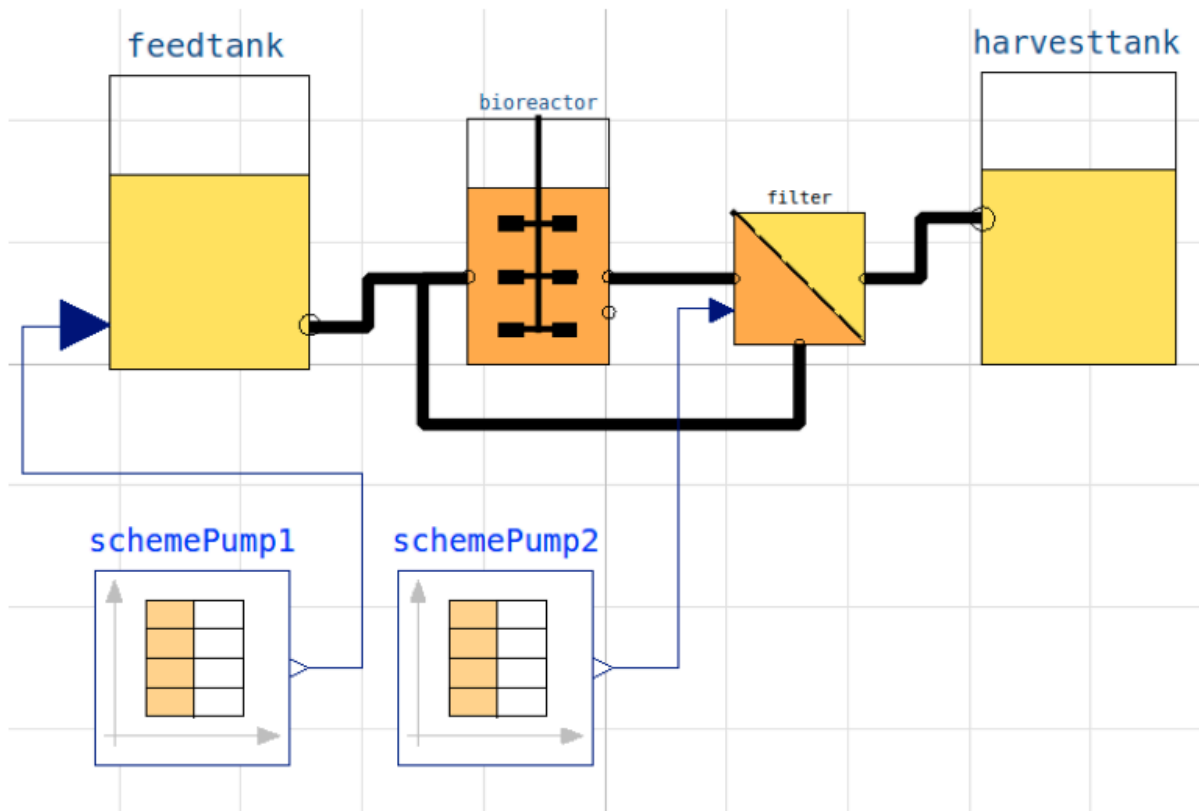 feedtank
harvesttank
bioreactor
filter
schemePump1
schemePump2